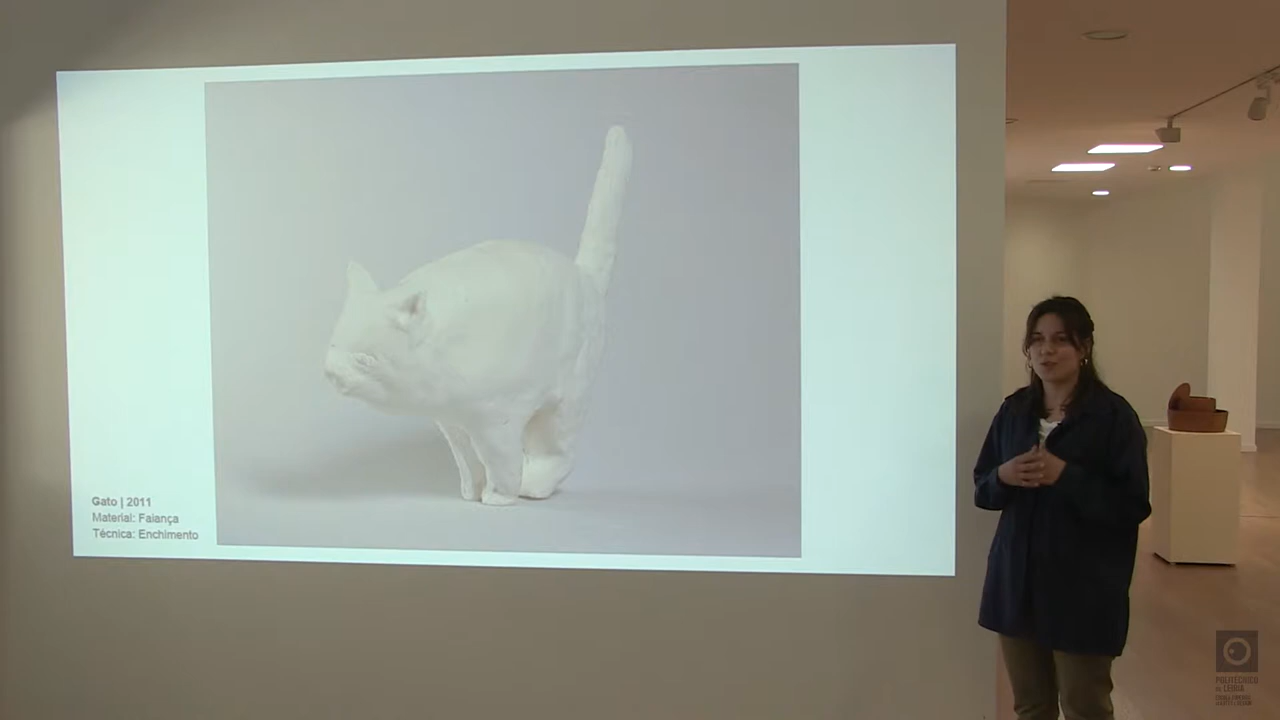 Gato | 2011
Material: Faiança
Técnica: Enchimento
POLITÉCNICO
DE LEIRIA